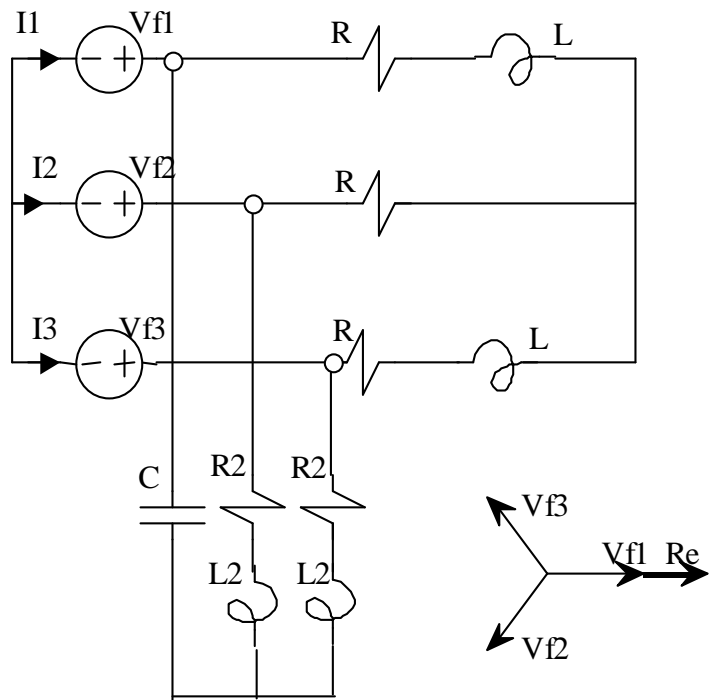 I1 Vf1 R L
I2 Vf2 R
I3 Vf3 R L
C R2 R2
L2 L2
Vf3
Vf1 Re
Vf2